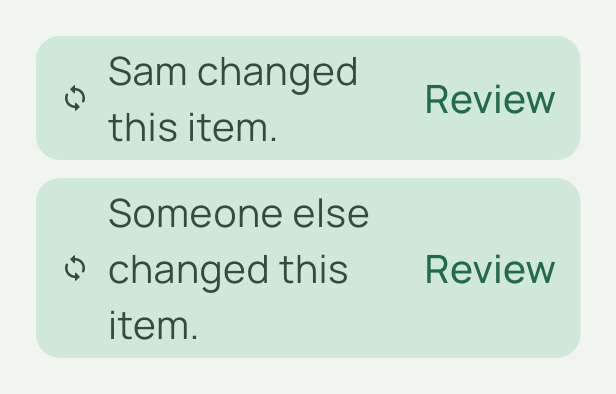 Sam changed
this item.
Review
Someone else
changed this
item.
Review